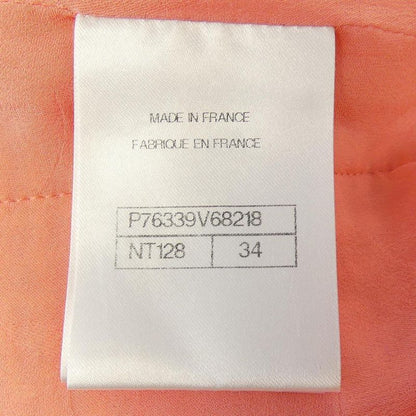 MADE IN FRANCE
FABRIQUE EN FRANCE
P76339V68218
NT128 34